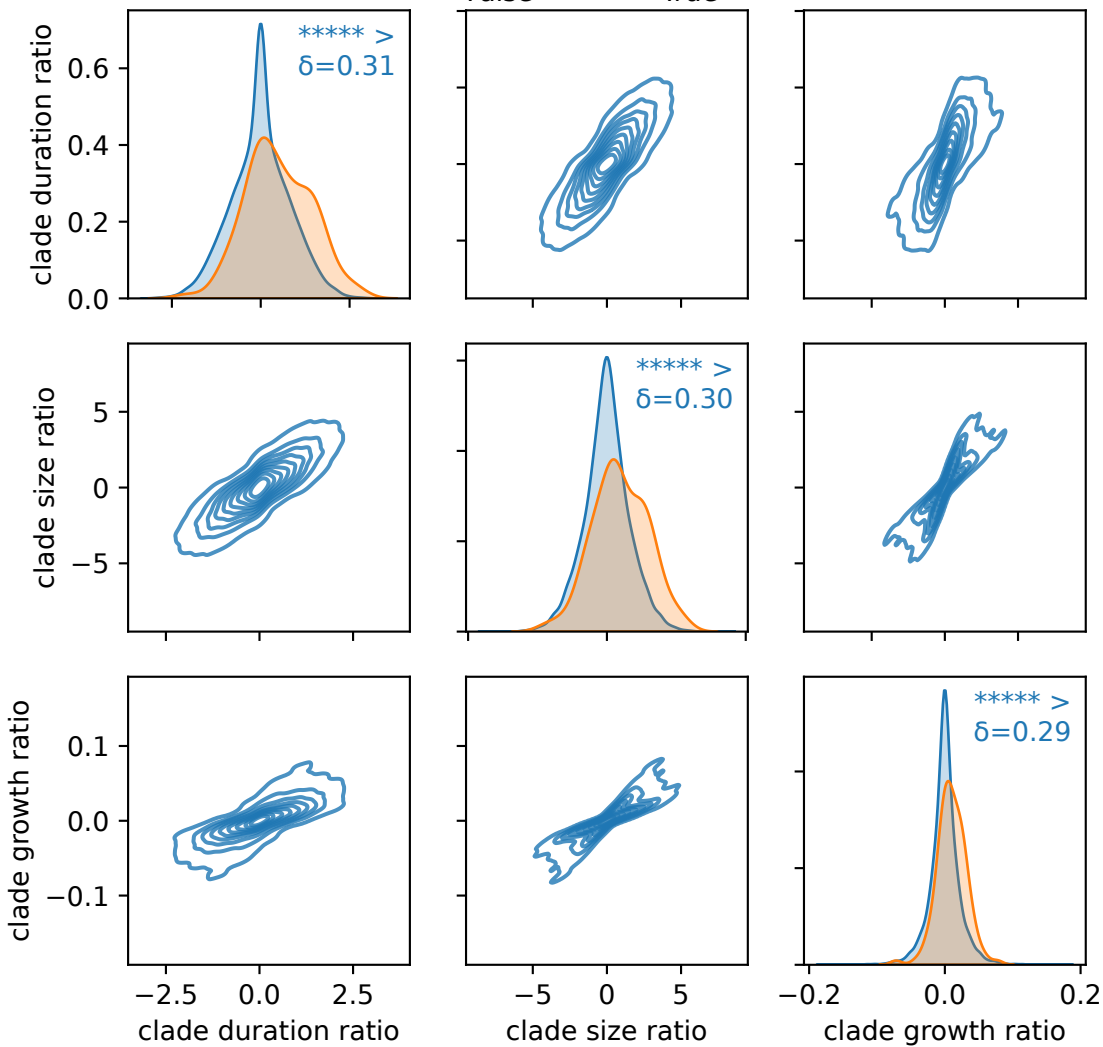 ***** >
δ=0.31
clade duration ratio
0.6
0.4
0.2
0.0
***** >
δ=0.30
clade size ratio
5
0
−5
***** >
δ=0.29
clade growth ratio
0.1
0.0
−0.1
−2.5 0.0 2.5 −5 0 5 −0.2 0.0 0.2
clade duration ratio clade size ratio clade growth ratio